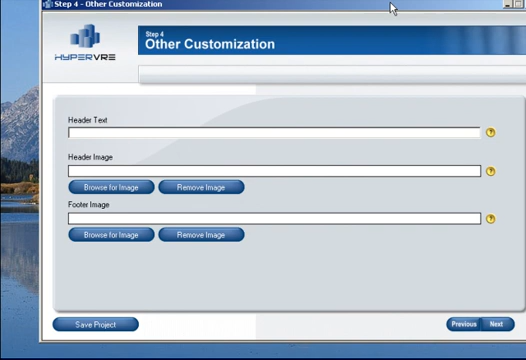 Step 4 - Other Customization
Step 4
Other Customization
HYPERVRE
Header Text
Header Image
Browse for Image Remove Image
Footer Image
Browse for Image Remove Image
Save Project Previous Next